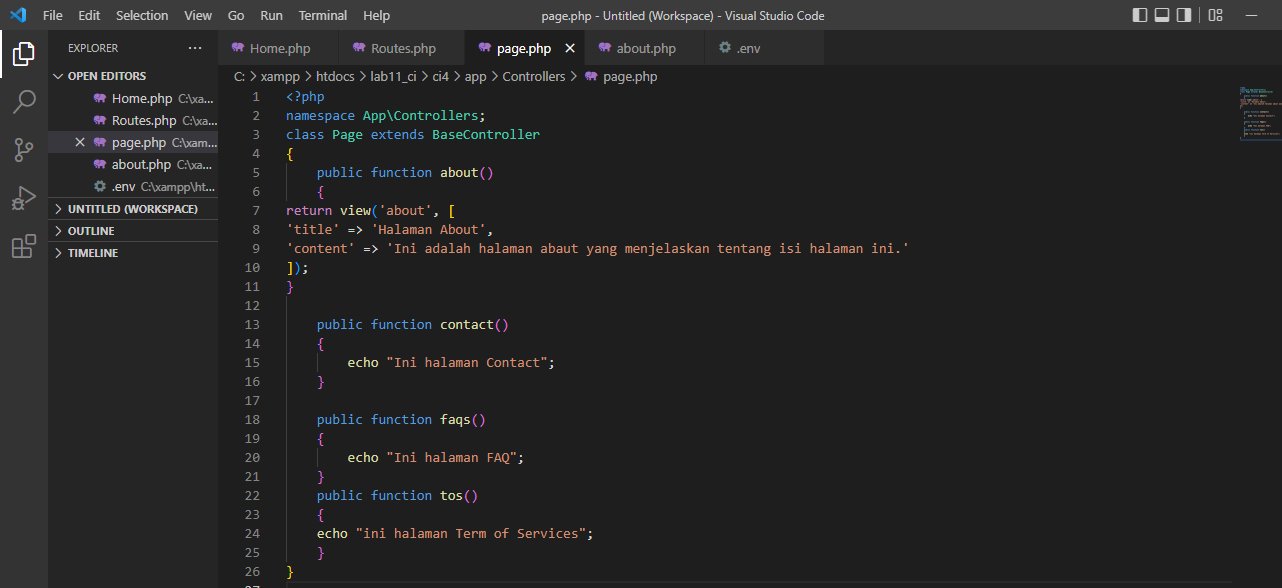 File Edit Selection View Go Run Terminal Help page.php - Untitled (Workspace) - Visual Studio Code
EXPLORER ···
Home.php Routes.php page.php about.php .env
OPEN EDITORS
Home.php C:\xa...
Routes.php C:\xa...
page.php C:\xam...
about.php C:\xa...
.env C:\xampp\ht...
UNTITLED (WORKSPACE)
OUTLINE
TIMELINE
C: > xampp > htdocs > lab11_ci > ci4 > app > Controllers > page.php
1 <?php
2 namespace App\Controllers;
3 class Page extends BaseController
4 {
5     public function about()
6     {
7 return view('about', [
8 'title' => 'Halaman About',
9 'content' => 'Ini adalah halaman abaut yang menjelaskan tentang isi halaman ini.'
10 ]);
11 }
12
13     public function contact()
14     {
15         echo "Ini halaman Contact";
16     }
17
18     public function faqs()
19     {
20         echo "Ini halaman FAQ";
21     }
22     public function tos()
23     {
24     echo "ini halaman Term of Services";
25     }
26 }
27